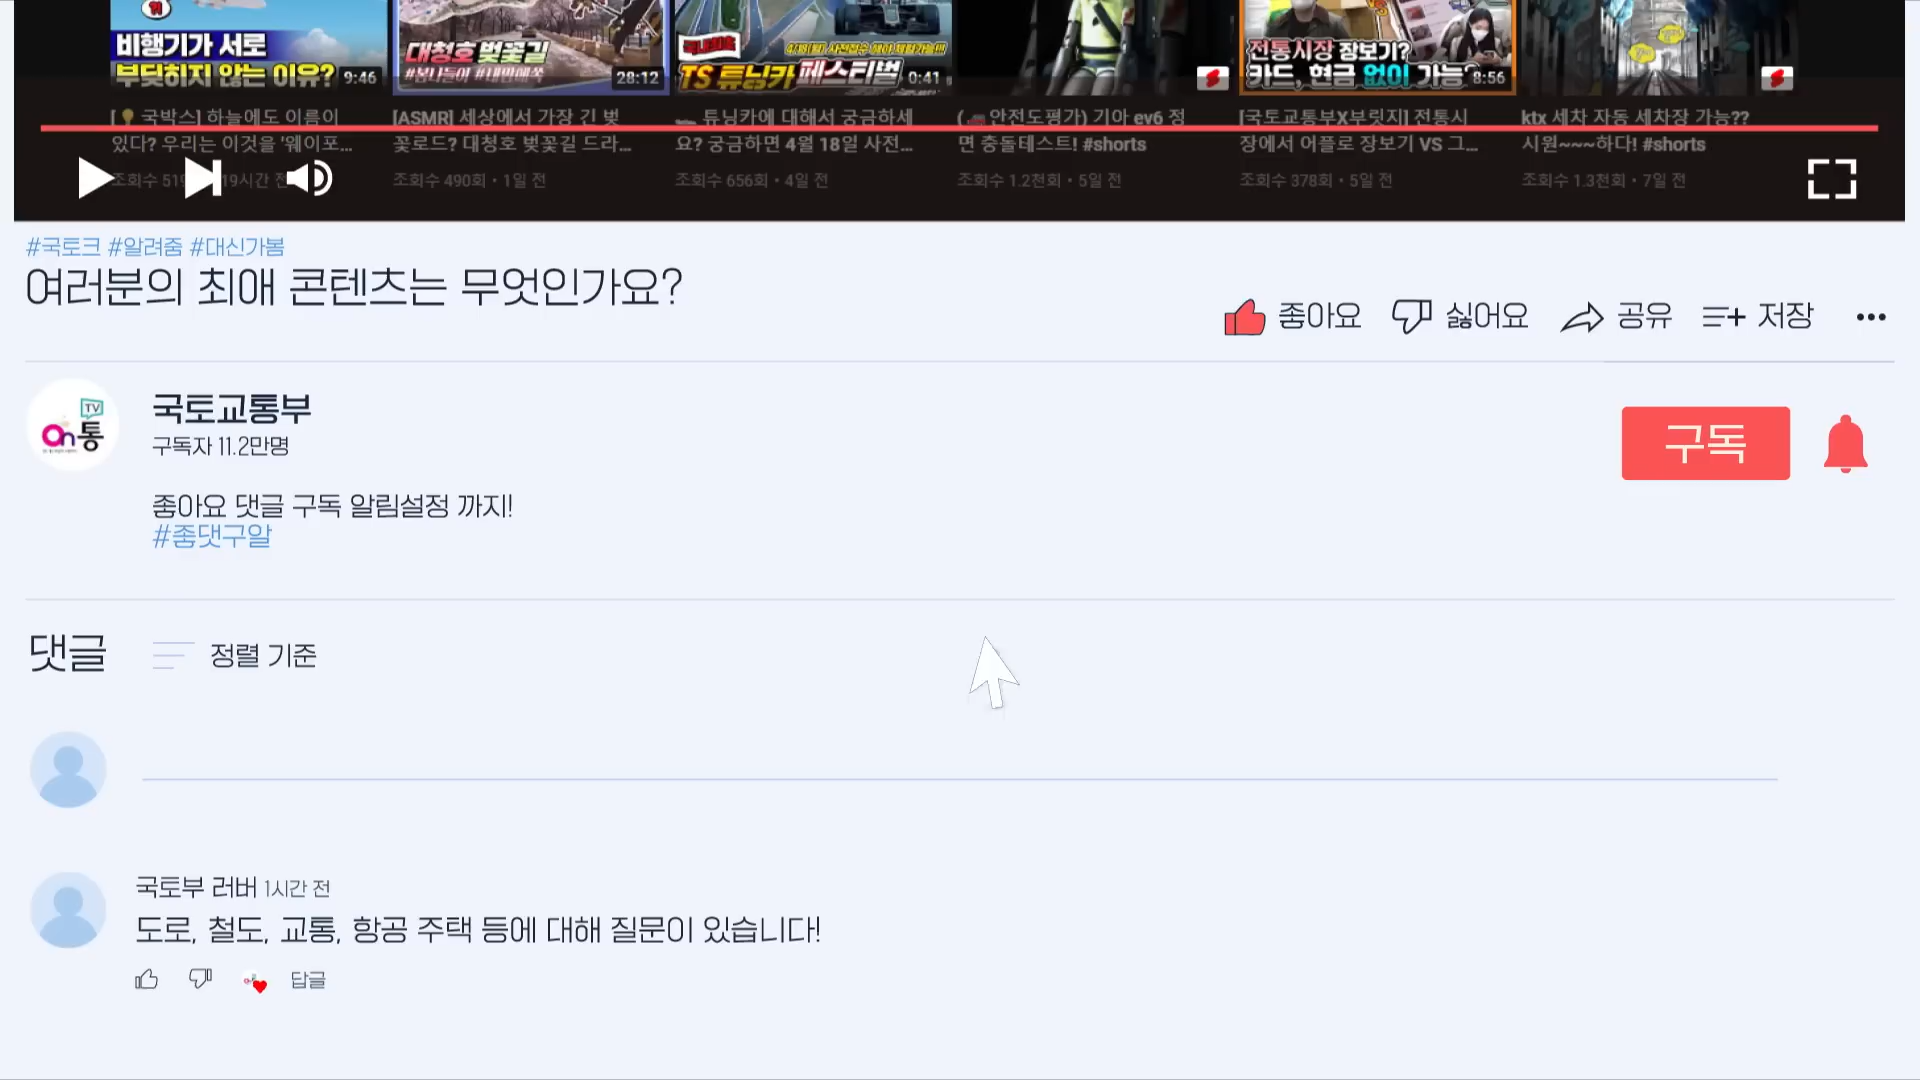 비행기가 서로
부딪히지 않는 이유?
9:46
대청호 벚꽃길
28:12
TS 튜닝카 페스티벌
0:41
전통시장 장보기?
카드, 현금 없이 가능?
8:56
국박스] 하늘에도 이름이
있다? 우리는 이것을 '웨이포...
19시간 전
[ASMR] 세상에서 가장 긴 벚
꽃로드? 대청호 벚꽃길 드라...
조회수 490회 • 1일 전
튜닝카에 대해서 궁금하세
요? 궁금하면 4월 18일 사전...
조회수 656회 • 4일 전
안전도평가) 기아 ev6 정
면 충돌테스트! #shorts
조회수 1.2천회 • 5일 전
[국토교통부X부릿지] 전통시
장에서 어플로 장보기 VS 그...
조회수 378회 • 5일 전
ktx 세차 자동 세차장 가능??
시원~~~하다! #shorts
조회수 1.3천회 • 7일 전
#국토크 #알려줌 #대신가봄
여러분의 최애 콘텐츠는 무엇인가요?
좋아요 싫어요 공유 저장
TV
On통
국토교통부
구독자 11.2만명
구독
좋아요 댓글 구독 알림설정 까지!
#좋댓구알
댓글 정렬 기준
국토부 러버 1시간 전
도로, 철도, 교통, 항공 주택 등에 대해 질문이 있습니다!
답글